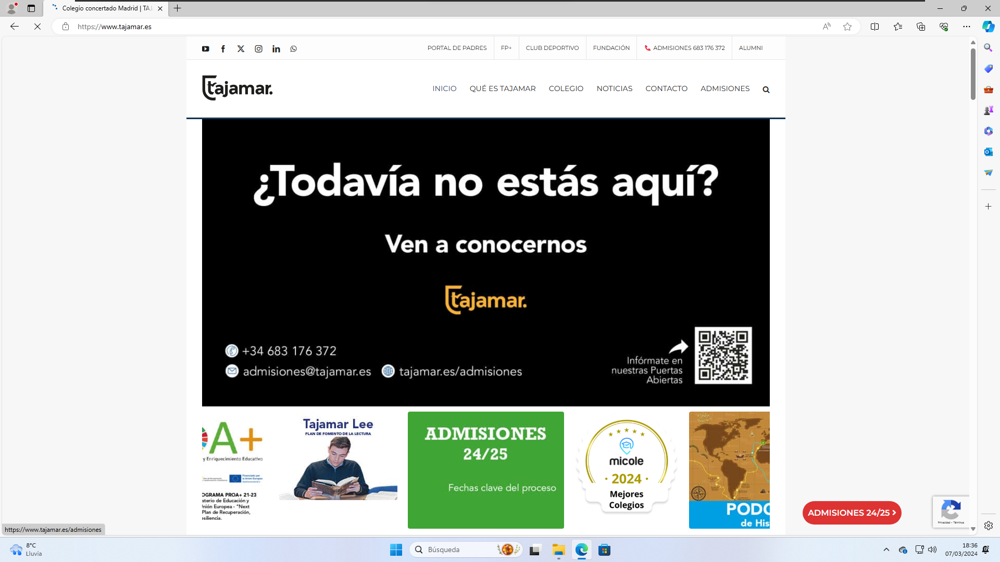 Colegio concertado Madrid | TAJ
https://www.tajamar.es
PORTAL DE PADRES
FP+
CLUB DEPORTIVO
FUNDACIÓN
ADMISIONES 683 176 372
ALUMNI
tajamar.
INICIO
QUÉ ES TAJAMAR
COLEGIO
NOTICIAS
CONTACTO
ADMISIONES
¿Todavía no estás aquí?
Ven a conocernos
tajamar.
+34 683 176 372
admisiones@tajamar.es
tajamar.es/admisiones
Infórmate en
nuestras Puertas
Abiertas
OA+
y Enriquecimiento Educativo
Financiado por
la Unión Europea
OGRAMA PROA+ 21-23
isterio de Educación y
Unión Europea - "Next
Plan de Recuperación,
esiliencia.
Tajamar Lee
PLAN DE FOMENTO DE LA LECTURA
ADMISIONES
24/25
Fechas clave del proceso
micole
· 2024 ·
Mejores
Colegios
PODC
de His
ADMISIONES 24/25
Privacidad - Términos
https://www.tajamar.es/admisiones
8°C
Lluvia
Búsqueda
18:36
07/03/2024